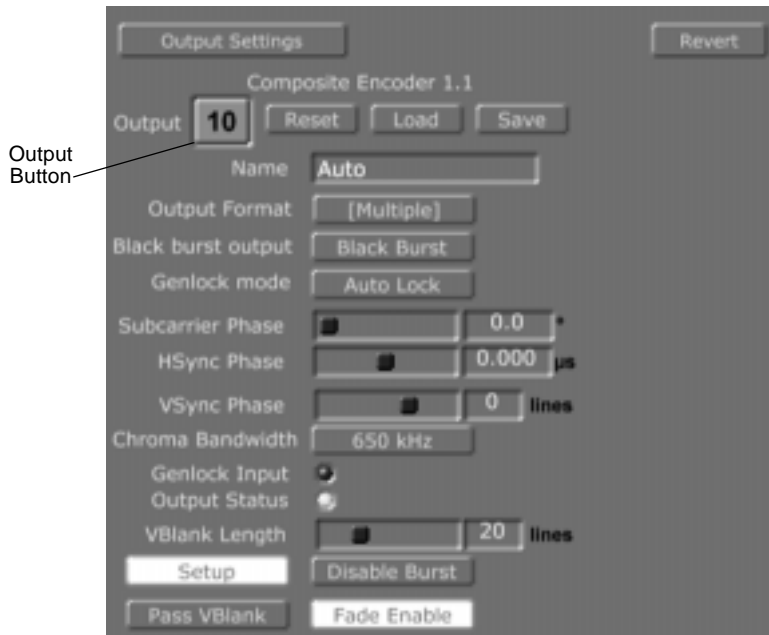 Output Settings Revert
Composite Encoder 1.1
Output 10 Reset Load Save
Output
Button
Name Auto
Output Format [Multiple]
Black burst output Black Burst
Genlock mode Auto Lock
Subcarrier Phase 0.0 °
HSync Phase 0.000 µs
VSync Phase 0 lines
Chroma Bandwidth 650 kHz
Genlock Input
Output Status
VBlank Length 20 lines
Setup Disable Burst
Pass VBlank Fade Enable